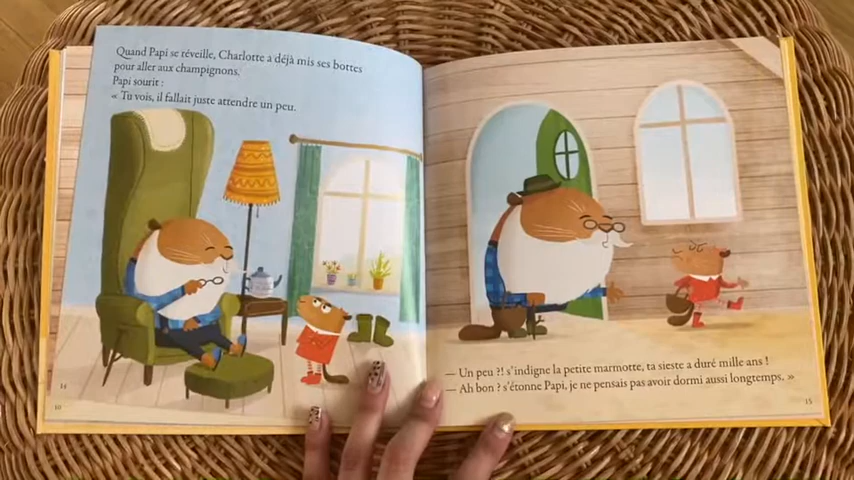 Quand Papi se réveille, Charlotte a déjà mis ses bottes
pour aller aux champignons.
Papi sourit :
« Tu vois, il fallait juste attendre un peu.
14
10
— Un peu ?! s'indigne la petite marmotte, ta sieste a duré mille ans !
— Ah bon ? s'étonne Papi, je ne pensais pas avoir dormi aussi longtemps. »
15